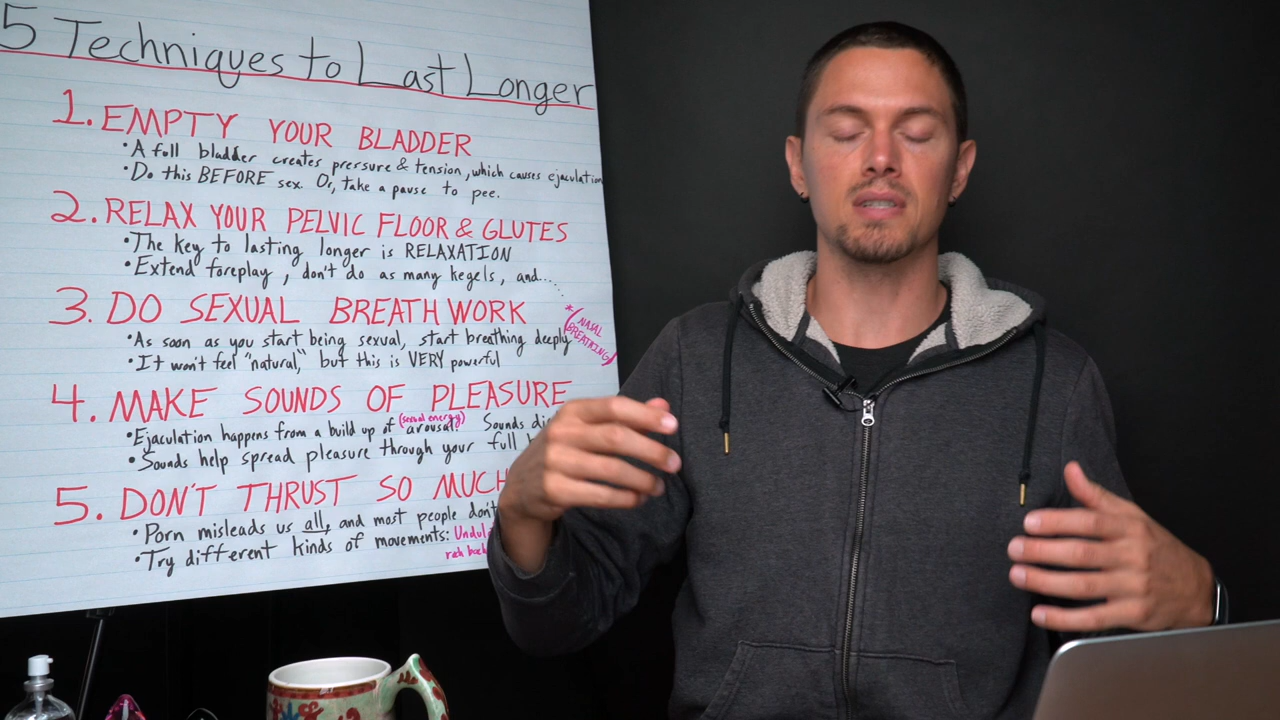 5 Techniques to Last Longer
1. EMPTY YOUR BLADDER
• A full bladder creates pressure & tension, which causes ejaculation
• Do this BEFORE sex. Or, take a pause to pee.
2. RELAX YOUR PELVIC FLOOR & GLUTES
• The key to lasting longer is RELAXATION
• Extend foreplay, don't do as many kegels, and...
3. DO SEXUAL BREATHWORK
* (NASAL
BREATHING)
• As soon as you start being sexual, start breathing deeply
• It won't feel "natural," but this is VERY powerful
4. MAKE SOUNDS OF PLEASURE
(sexual energy)
• Ejaculation happens from a build up of arousal. Sounds
• Sounds help spread pleasure through your full
5. DON'T THRUST SO MUCH
• Porn misleads us all, and most people don't
• Try different kinds of movements: